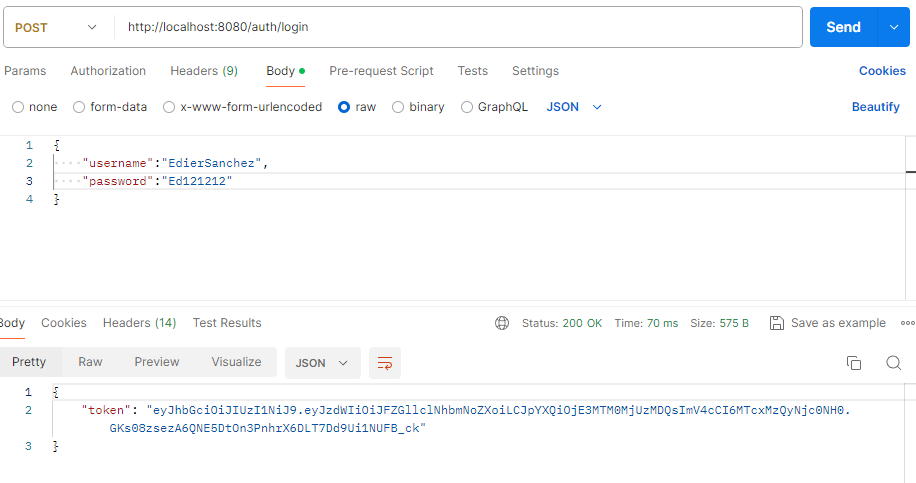 POST http://localhost:8080/auth/login Send
Params Authorization Headers (9) Body Pre-request Script Tests Settings Cookies
none form-data x-www-form-urlencoded raw binary GraphQL JSON Beautify
1 {
2 "username":"EdierSanchez",
3 "password":"Ed121212"
4 }
Body Cookies Headers (14) Test Results Status: 200 OK Time: 70 ms Size: 575 B Save as example
Pretty Raw Preview Visualize JSON
1 {
2 "token": "eyJhbGciOiJIUzI1NiJ9.eyJzdWIiOiJFZGllclNhbmNoZXoiLCJpYXQiOjE3MTM0MjUzMDQsImV4cCI6MTcxMzQyNjc0NH0.
GKs08zsezA6QNE5DtOn3PnhrX6DLT7Dd9Ui1NUFB_ck"
3 }